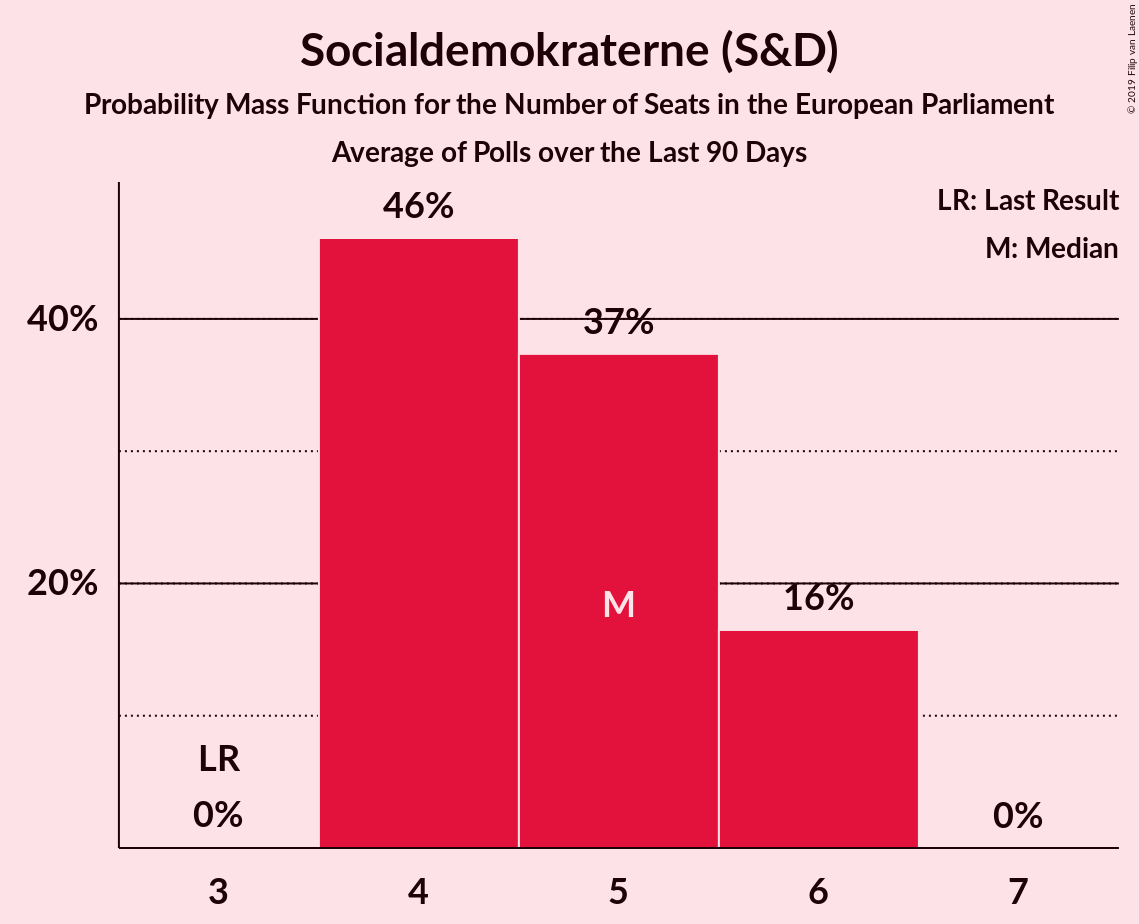 Socialdemokraterne (S&D)
Probability Mass Function for the Number of Seats in the European Parliament
Average of Polls over the Last 90 Days
© 2019 Filip van Laenen
LR: Last Result
M: Median
46%
40%
37%
20%
16%
M
LR
0%
0%
3 4 5 6 7